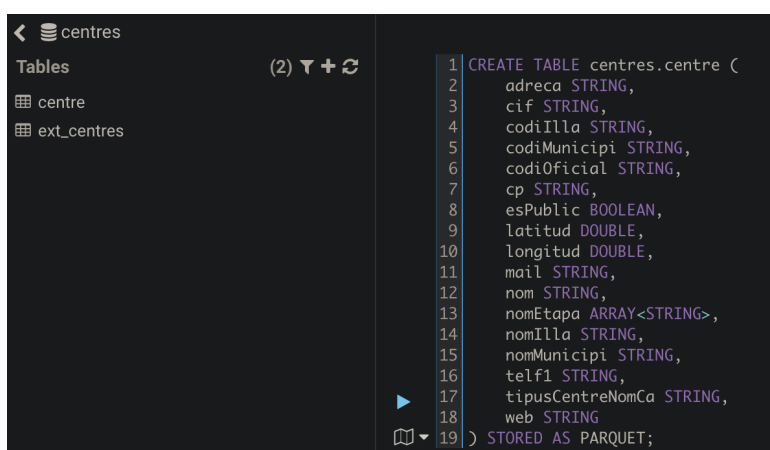 centres
Tables (2)
centre
ext_centres
1 CREATE TABLE centres.centre (
2 adreca STRING,
3 cif STRING,
4 codiIlla STRING,
5 codiMunicipi STRING,
6 codiOficial STRING,
7 cp STRING,
8 esPublic BOOLEAN,
9 latitud DOUBLE,
10 longitud DOUBLE,
11 mail STRING,
12 nom STRING,
13 nomEtapa ARRAY<STRING>,
14 nomIlla STRING,
15 nomMunicipi STRING,
16 telf1 STRING,
17 tipusCentreNomCa STRING,
18 web STRING
19 ) STORED AS PARQUET;